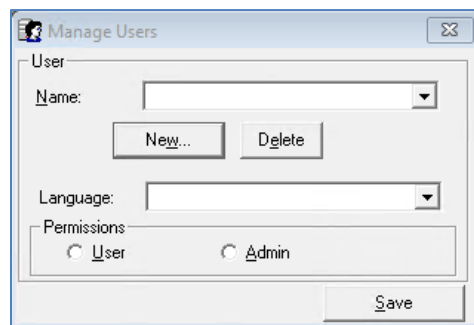 Manage Users
User
Name:
New... Delete
Language:
Permissions
User Admin
Save